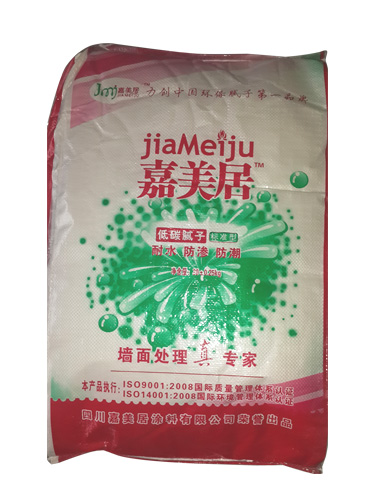 Jmj 嘉美居
力创中国环保腻子第一品牌
jiaMeiju
嘉美居™
低碳腻子 标准型
耐水 防渗 防潮
墙面处理 真 专家
本产品执行：ISO9001:2008国际质量管理体系认证
ISO14001:2008国际环境管理体系认证
四川嘉美居涂料有限公司荣誉出品